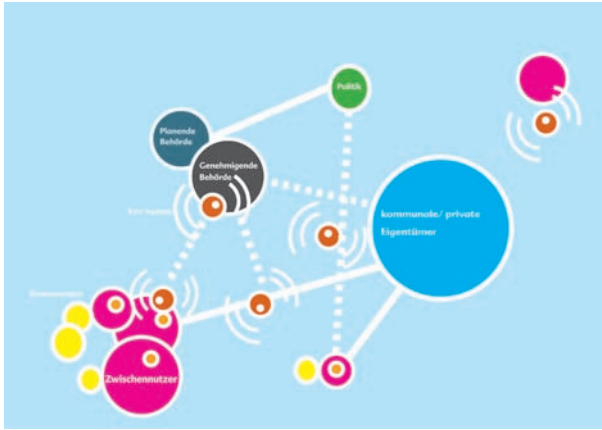 Politik
Planende
Behörde
Genehmigende
Behörde
kommunale/ private
Eigentümer
Zwischennutzer